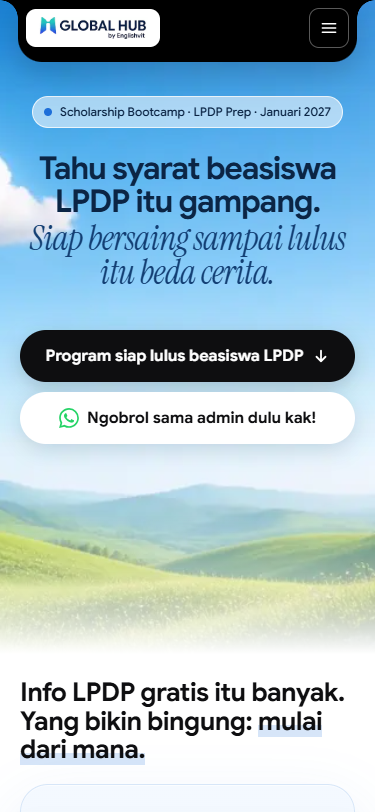 GLOBAL HUB
by Englishvit
Scholarship Bootcamp · LPDP Prep · Januari 2027
Tahu syarat beasiswa
LPDP itu gampang.
Siap bersaing sampai lulus
itu beda cerita.
Program siap lulus beasiswa LPDP ↓
Ngobrol sama admin dulu kak!
Info LPDP gratis itu banyak.
Yang bikin bingung: mulai
dari mana.